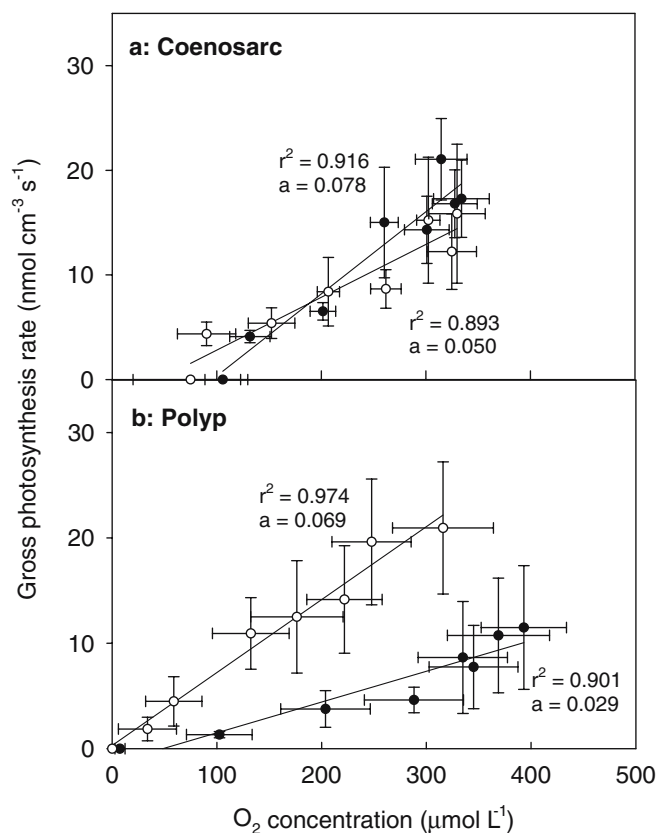 a: Coenosarc
30
20
10
0
r² = 0.916
a = 0.078
r² = 0.893
a = 0.050
b: Polyp
30
20
10
0
r² = 0.974
a = 0.069
r² = 0.901
a = 0.029
0 100 200 300 400 500
Gross photosynthesis rate (nmol cm⁻³ s⁻¹)
O₂ concentration (μmol L⁻¹)